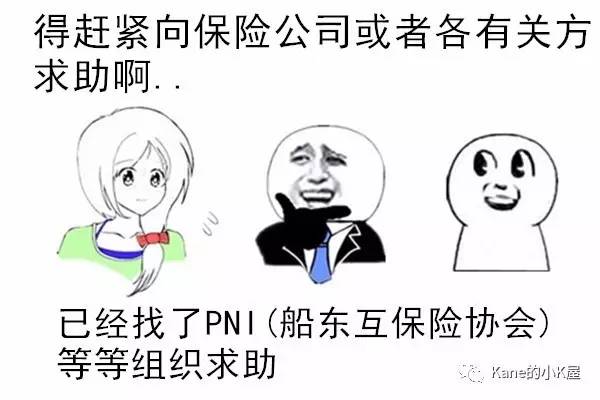 得赶紧向保险公司或者各有关方
求助啊..
已经找了PNI(船东互保险协会)
等等组织求助
Kane的小K屋